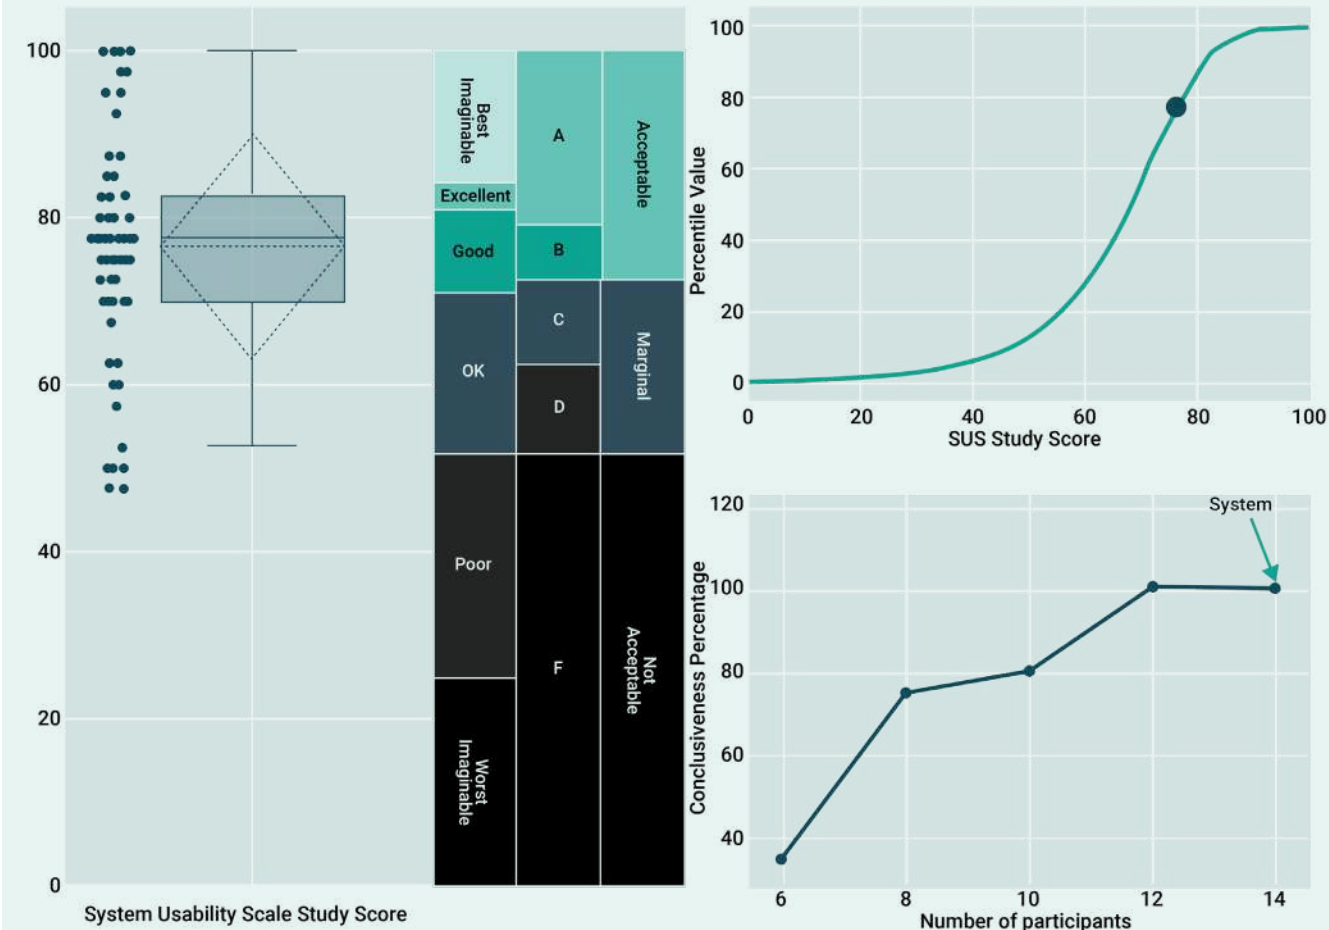 100
80
60
40
20
0
System Usability Scale Study Score
Best
Imaginable
Excellent
Good
OK
Poor
Worst
Imaginable
A
B
C
D
F
Acceptable
Marginal
Not
Acceptable
Percentile Value
100
80
60
40
20
0
0 20 40 60 80 100
SUS Study Score
Conclusiveness Percentage
120
100
80
60
40
System
6 8 10 12 14
Number of participants